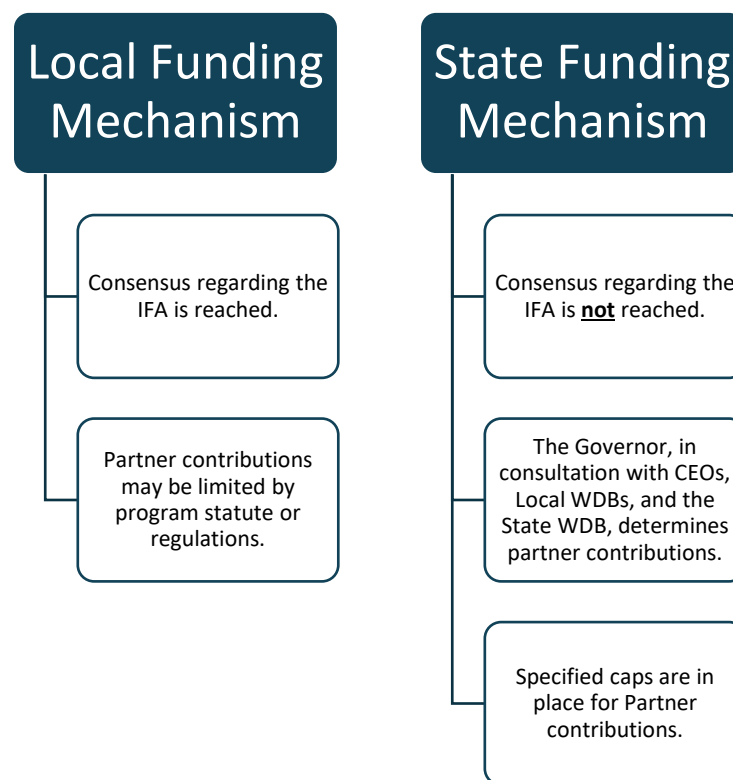 Local Funding
Mechanism
Consensus regarding the
IFA is reached.
Partner contributions
may be limited by
program statute or
regulations.
State Funding
Mechanism
Consensus regarding the
IFA is not reached.
The Governor, in
consultation with CEOs,
Local WDBs, and the
State WDB, determines
partner contributions.
Specified caps are in
place for Partner
contributions.